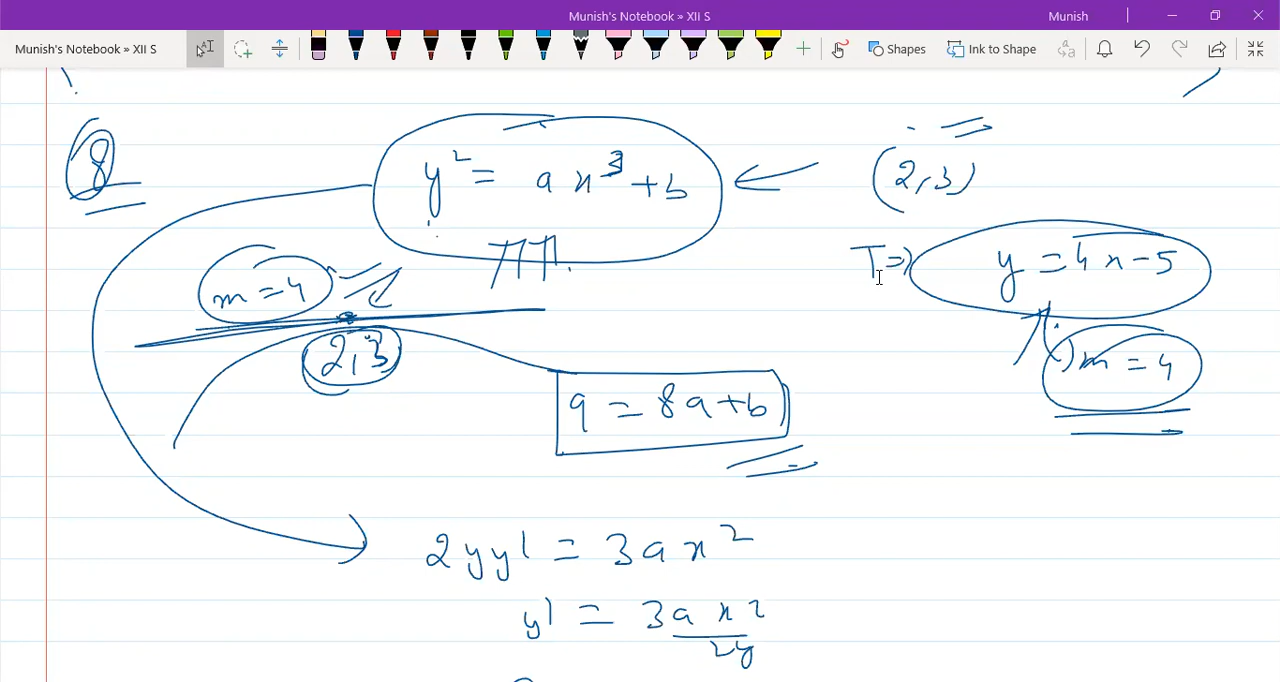 Munish's Notebook » XII S
Munish
Munish's Notebook » XII S
Shapes
Ink to Shape
8
y² = ax³ + b
(2,3)
T => y = 4x - 5
m = 4
m = 4
2,3
9 = 8a + b
2yy' = 3ax²
y' = 3ax²
2y